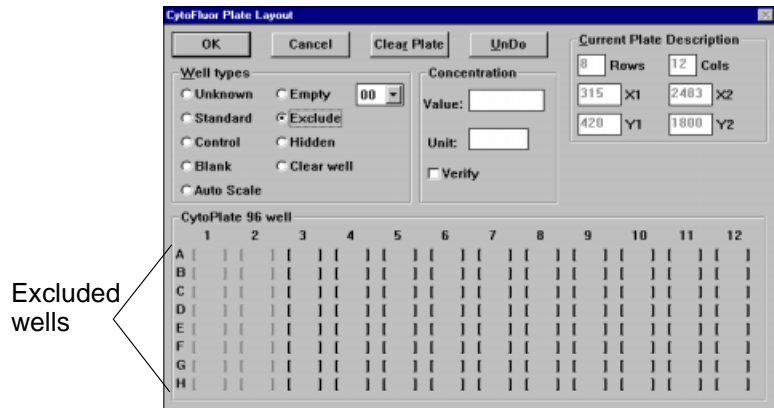 CytoFluor Plate Layout
OK Cancel Clear Plate UnDo
Current Plate Description
8 Rows 12 Cols
315 X1 2483 X2
420 Y1 1800 Y2
Well types
Unknown Empty 00
Standard Exclude
Control Hidden
Blank Clear well
Auto Scale
Concentration
Value:
Unit:
Verify
CytoPlate 96 well
1 2 3 4 5 6 7 8 9 10 11 12
A [ ] [ ] [ ] [ ] [ ] [ ] [ ] [ ] [ ] [ ] [ ] [ ]
B [ ] [ ] [ ] [ ] [ ] [ ] [ ] [ ] [ ] [ ] [ ] [ ]
C [ ] [ ] [ ] [ ] [ ] [ ] [ ] [ ] [ ] [ ] [ ] [ ]
D [ ] [ ] [ ] [ ] [ ] [ ] [ ] [ ] [ ] [ ] [ ] [ ]
E [ ] [ ] [ ] [ ] [ ] [ ] [ ] [ ] [ ] [ ] [ ] [ ]
F [ ] [ ] [ ] [ ] [ ] [ ] [ ] [ ] [ ] [ ] [ ] [ ]
G [ ] [ ] [ ] [ ] [ ] [ ] [ ] [ ] [ ] [ ] [ ] [ ]
H [ ] [ ] [ ] [ ] [ ] [ ] [ ] [ ] [ ] [ ] [ ] [ ]
Excluded
wells